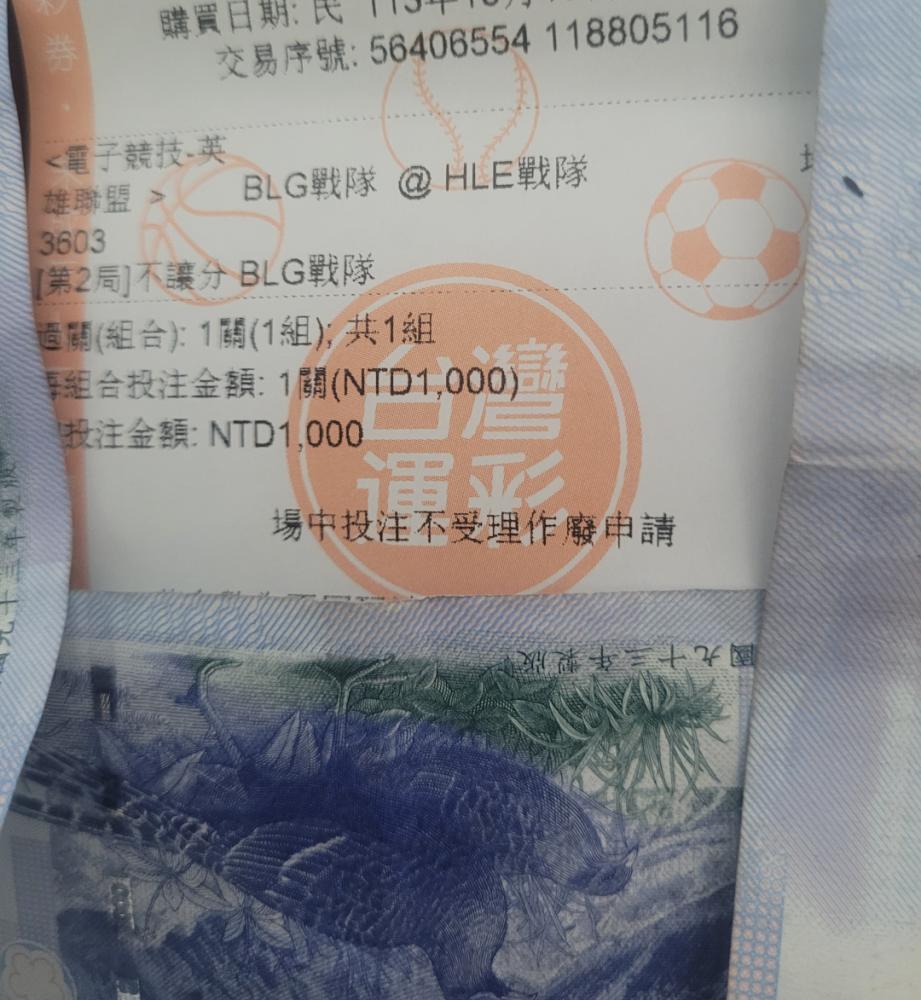 彩
券
購買日期: 民
交易序號: 56406554 118805116
<電子競技-英
雄聯盟 >
BLG戰隊 @ HLE戰隊
3603
[第2局]不讓分 BLG戰隊
過關(組合): 1關(1組); 共1組
每組合投注金額: 1關(NTD1,000)
投注金額: NTD1,000
台灣
運彩
場中投注不受理作廢申請
國九十三年製版